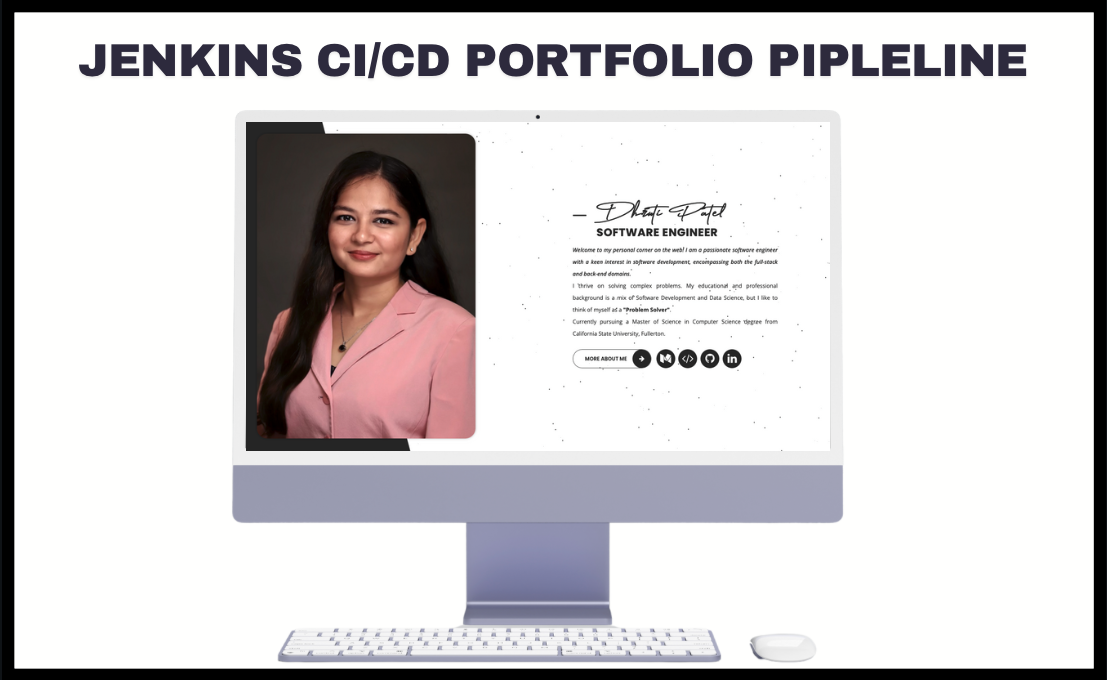 JENKINS CI/CD PORTFOLIO PIPLELINE
Dhruti Patel
SOFTWARE ENGINEER
Welcome to my personal corner on the web! I am a passionate software engineer
with a keen interest in software development, encompassing both the full-stack
and back-end domains.
I thrive on solving complex problems. My educational and professional
background is a mix of Software Development and Data Science, but I like to
think of myself as a "Problem Solver".
Currently pursuing a Master of Science in Computer Science degree from
California State University, Fullerton.
MORE ABOUT ME